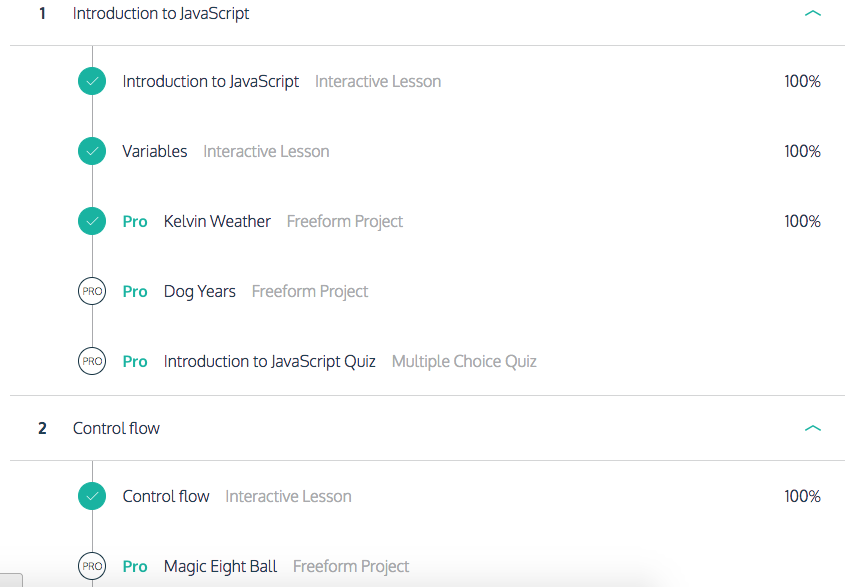 1 Introduction to JavaScript
Introduction to JavaScript Interactive Lesson 100%
Variables Interactive Lesson 100%
Pro Kelvin Weather Freeform Project 100%
PRO Pro Dog Years Freeform Project
PRO Pro Introduction to JavaScript Quiz Multiple Choice Quiz
2 Control flow
Control flow Interactive Lesson 100%
PRO Pro Magic Eight Ball Freeform Project